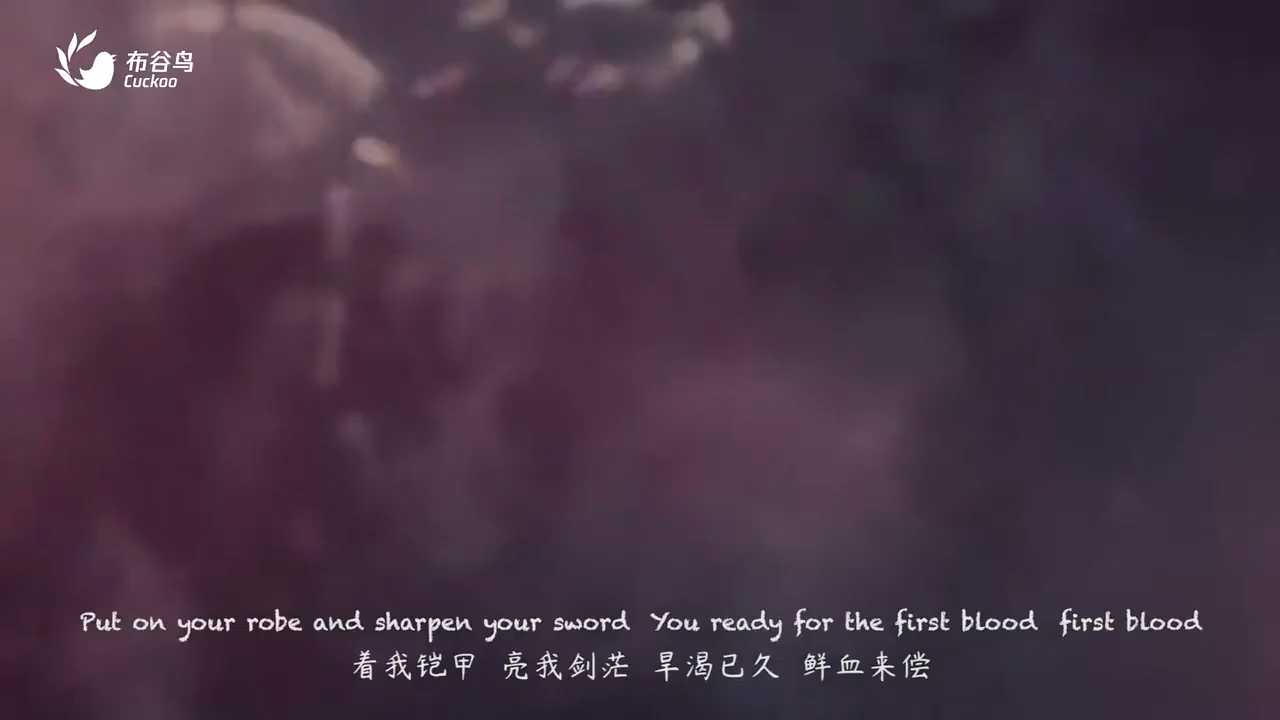 布谷鸟
Cuckoo
Put on your robe and sharpen your sword  You ready for the first blood  first blood
着我铠甲  亮我剑茫  旱渴已久  鲜血来偿